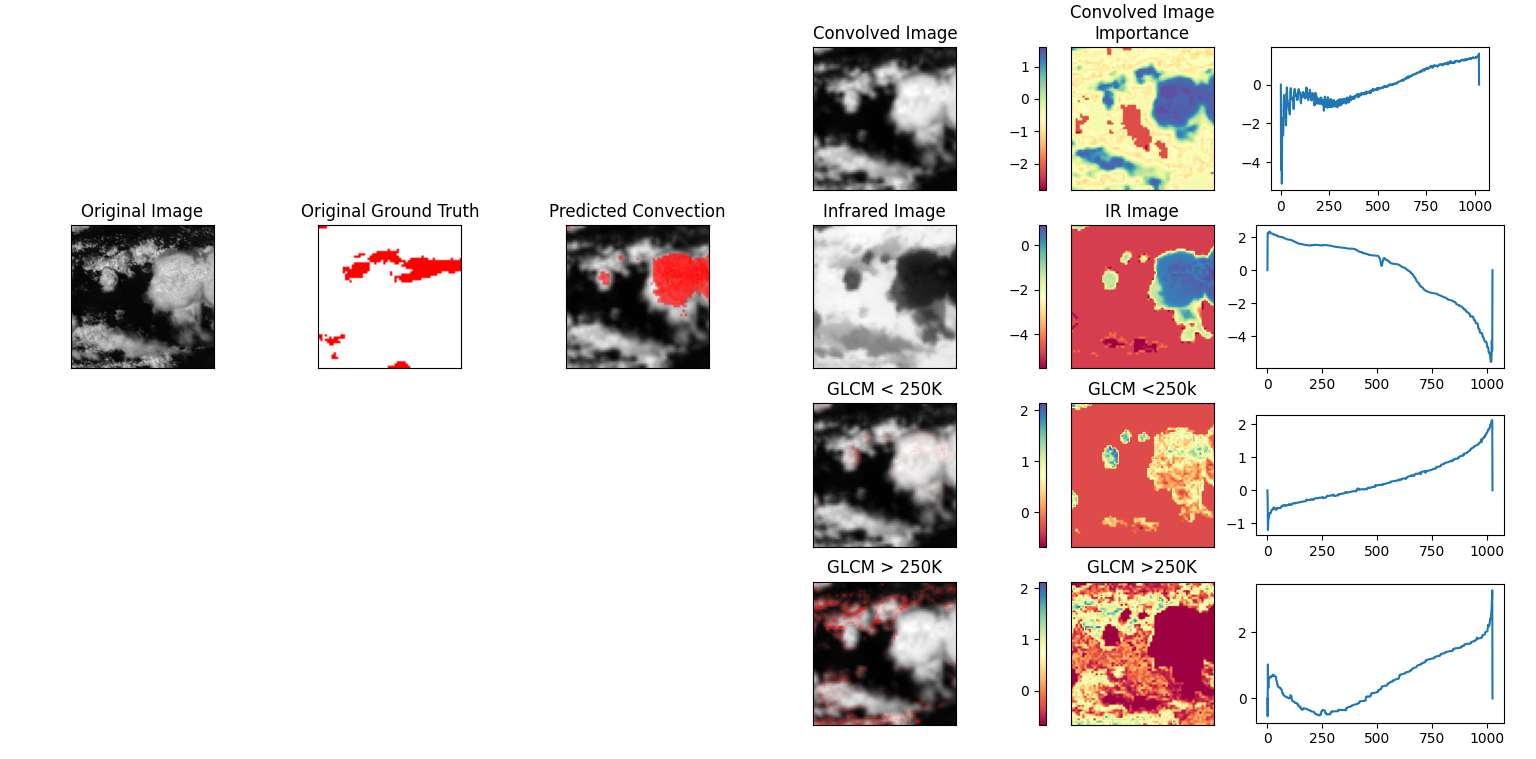 Convolved Image
1
0
−1
−2
Convolved Image
Importance
0
−2
−4
0 250 500 750 1000
Original Image
Original Ground Truth
Predicted Convection
Infrared Image
0
−2
−4
IR Image
2
0
−2
−4
0 250 500 750 1000
GLCM < 250K
2
1
0
GLCM <250k
2
1
0
−1
0 250 500 750 1000
GLCM > 250K
2
1
0
GLCM >250K
2
0
0 250 500 750 1000